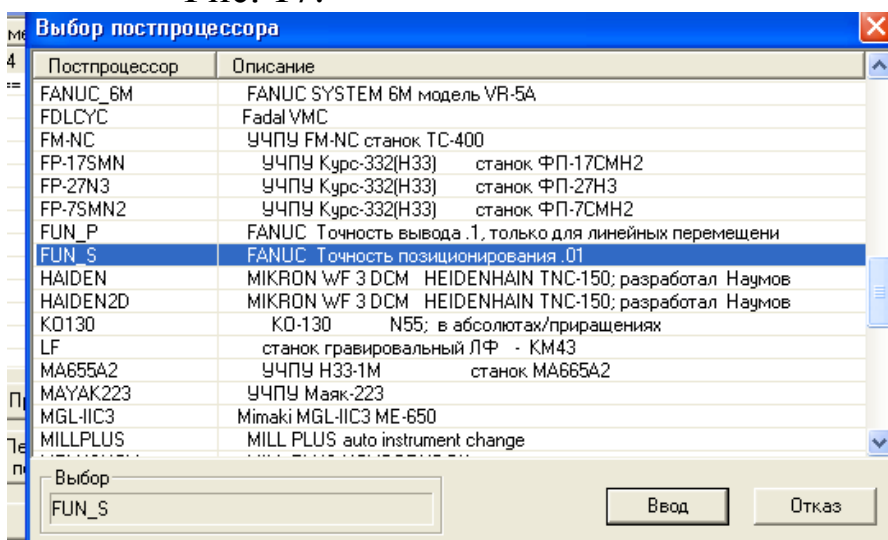 Выбор постпроцессора
Постпроцессор Описание
FANUC_6M FANUC SYSTEM 6M модель VR-5A
FDLCYC Fadal VMC
FM-NC УЧПУ FM-NC станок TC-400
FP-17SMN УЧПУ Курс-332(Н33) станок ФП-17СМН2
FP-27N3 УЧПУ Курс-332(Н33) станок ФП-27Н3
FP-7SMN2 УЧПУ Курс-332(Н33) станок ФП-7СМН2
FUN_P FANUC Точность вывода .1, только для линейных перемещени
FUN_S FANUC Точность позиционирования .01
HAIDEN MIKRON WF 3 DCM HEIDENHAIN TNC-150; разработал Наумов
HAIDEN2D MIKRON WF 3 DCM HEIDENHAIN TNC-150; разработал Наумов
KO130 KO-130 N55; в абсолютах/приращениях
LF станок гравировальный ЛФ - KM43
MA655A2 УЧПУ Н33-1М станок MA665A2
MAYAK223 УЧПУ Маяк-223
MGL-IIC3 Mimaki MGL-IIC3 ME-650
MILLPLUS MILL PLUS auto instrument change
Выбор
FUN_S
Ввод Отказ